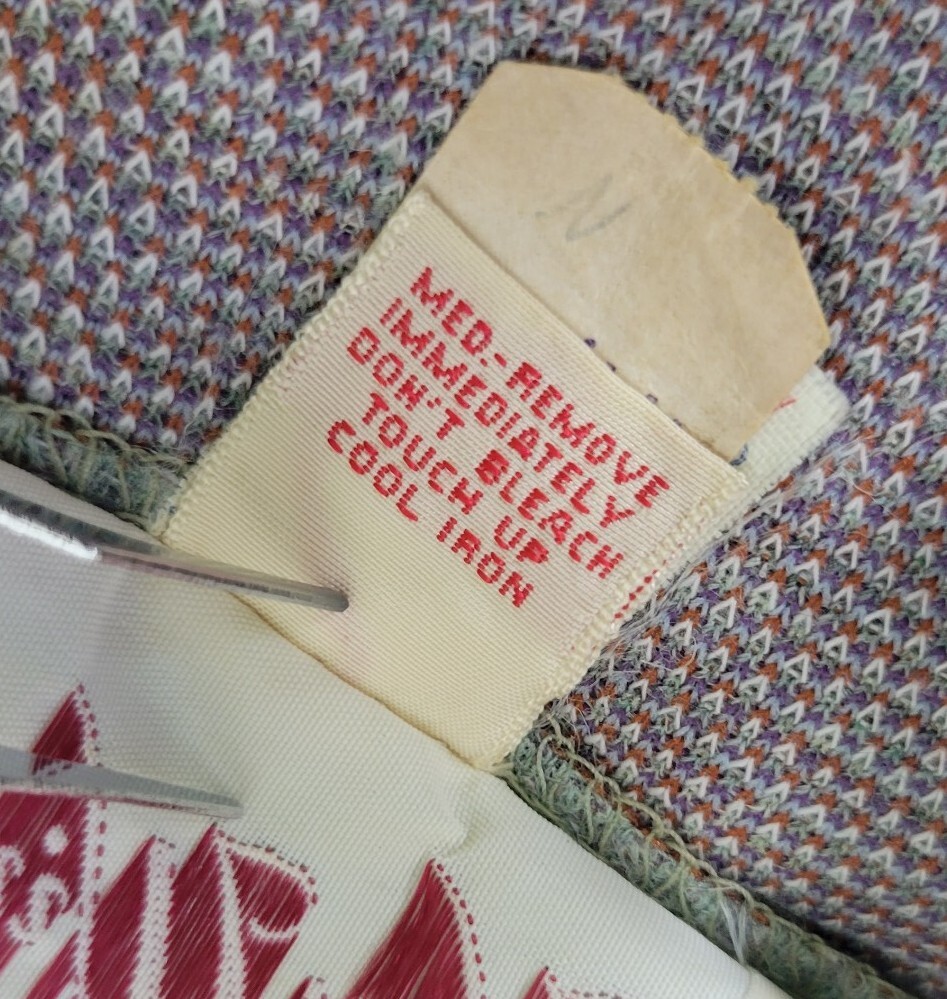 MED.- REMOVE
IMMEDIATELY
DON'T BLEACH
TOUCH UP
COOL IRON